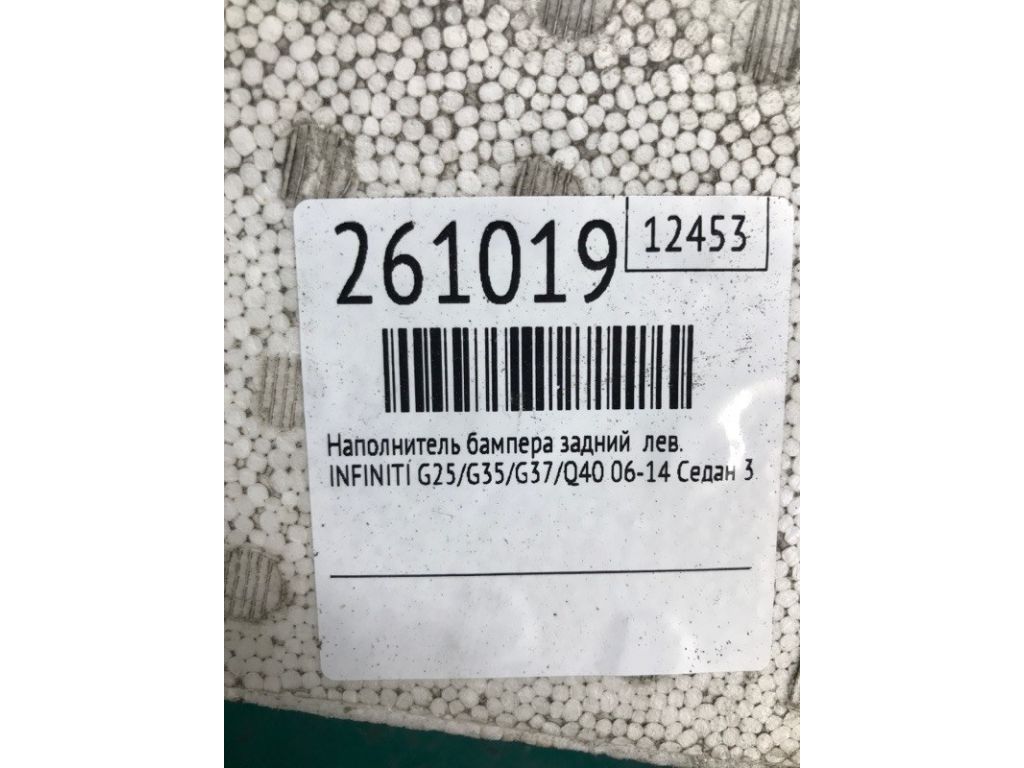 261019
12453
Наполнитель бампера задний лев.
INFINITI G25/G35/G37/Q40 06-14 Седан 3